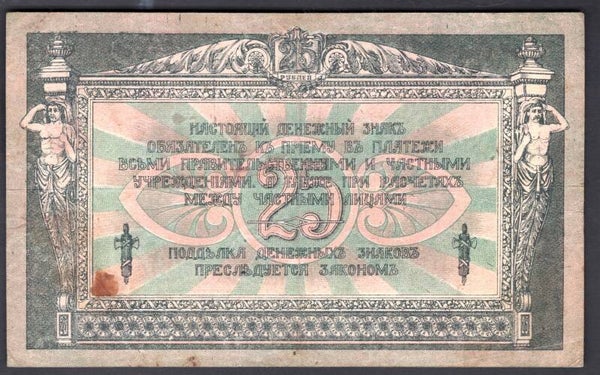 25
РУБЛЕЙ
НАСТОЯЩІЙ ДЕНЕЖНЫЙ ЗНАКЪ
ОБЯЗАТЕЛЕНЪ КЪ ПРІЕМУ ВЪ ПЛАТЕЖИ
ВСѢМИ ПРАВИТЕЛЬСТВЕННЫМИ И ЧАСТНЫМИ
УЧРЕЖДЕНІЯМИ, А ТАКЖЕ ПРИ РАСЧЕТАХЪ
МЕЖДУ ЧАСТНЫМИ ЛИЦАМИ
25
ПОДДѢЛКА ДЕНЕЖНЫХЪ ЗНАКОВЪ
ПРЕСЛѢДУЕТСЯ ЗАКОНОМЪ